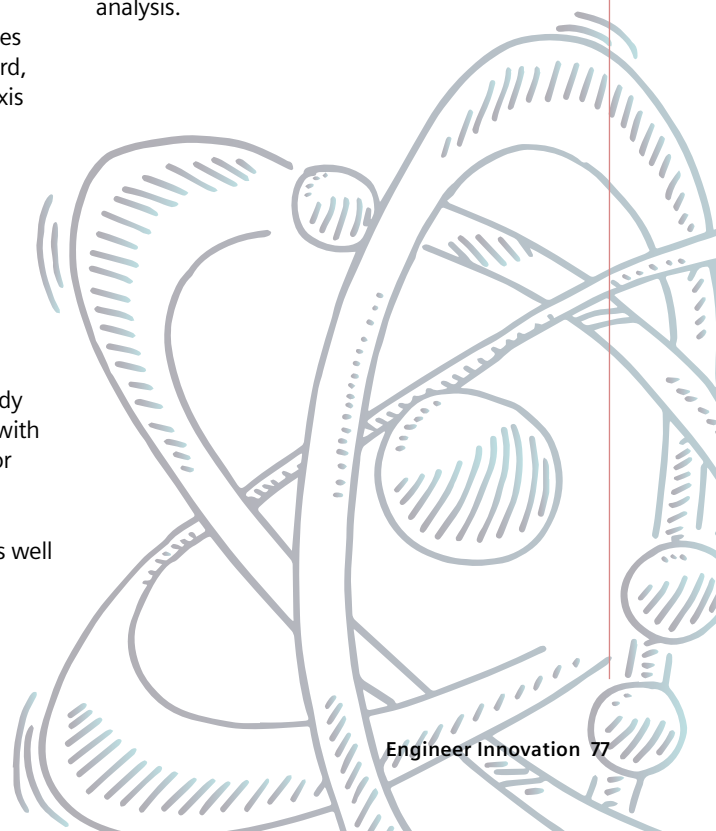 analysis.
es
rd,
xis
dy
with
or
s well
Engineer Innovation 77